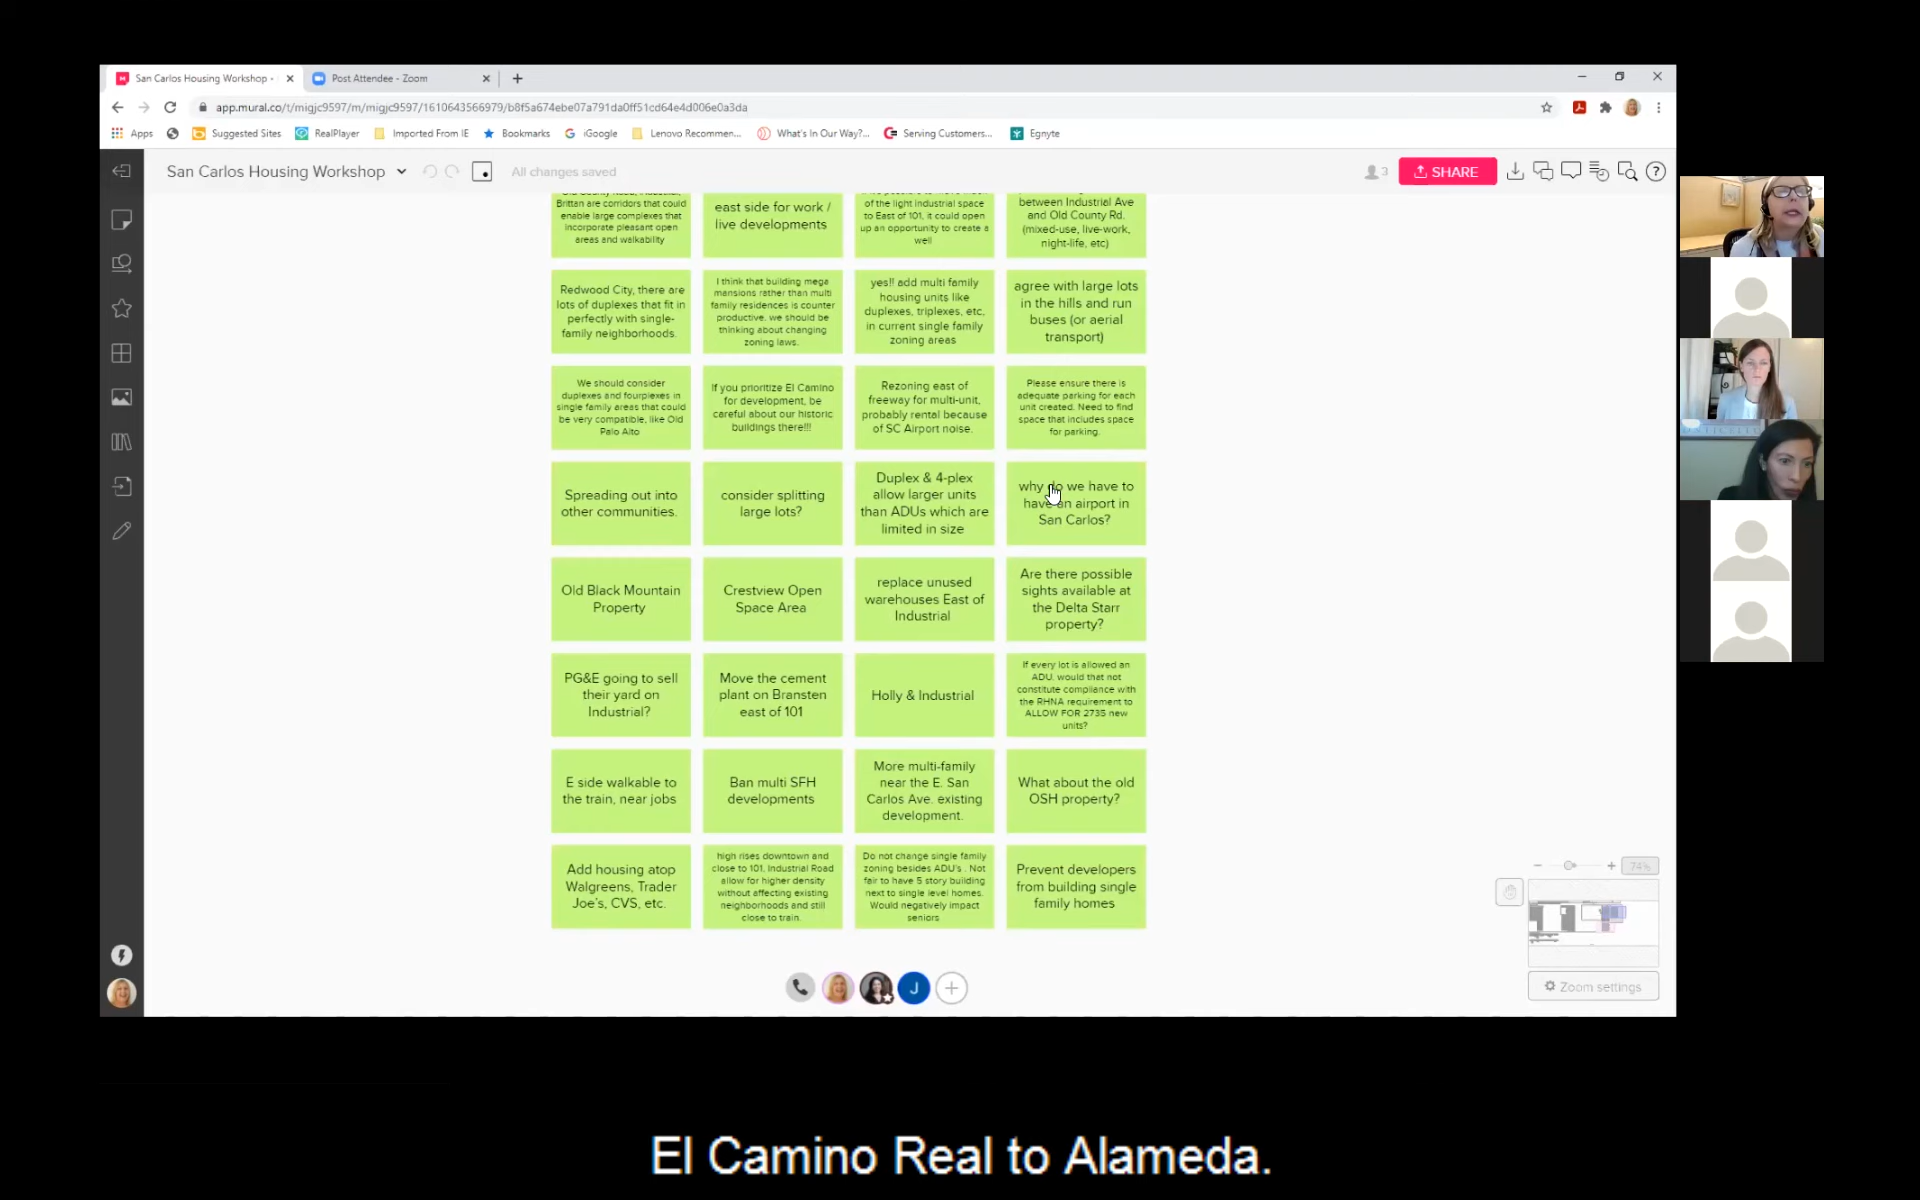 San Carlos Housing Workshop -
Post Attendee - Zoom
app.mural.co/t/migjc9597/m/migjc9597/1610643566979/b8f5a674ebe07a791da0ff51cd64e4d006e0a3da
Apps
Suggested Sites
RealPlayer
Imported From IE
Bookmarks
iGoogle
Lenovo Recommen...
What's In Our Way?...
Serving Customers...
Egnyte
San Carlos Housing Workshop
All changes saved
3
SHARE
Brittan are corridors that could
enable large complexes that
incorporate pleasant open
areas and walkability
east side for work /
live developments
of the light industrial space
to East of 101, it could open
up an opportunity to create a
well
between Industrial Ave
and Old County Rd.
(mixed-use, live-work,
night-life, etc)
Redwood City, there are
lots of duplexes that fit in
perfectly with single-
family neighborhoods.
I think that building mega
mansions rather than multi
family residences is counter
productive. we should be
thinking about changing
zoning laws.
yes!! add multi family
housing units like
duplexes, triplexes, etc,
in current single family
zoning areas
agree with large lots
in the hills and run
buses (or aerial
transport)
We should consider
duplexes and fourplexes in
single family areas that could
be very compatible, like Old
Palo Alto
If you prioritize El Camino
for development, be
careful about our historic
buildings there!!!
Rezoning east of
freeway for multi-unit,
probably rental because
of SC Airport noise.
Please ensure there is
adequate parking for each
unit created. Need to find
space that includes space
for parking.
Spreading out into
other communities.
consider splitting
large lots?
Duplex & 4-plex
allow larger units
than ADUs which are
limited in size
why do we have to
have an airport in
San Carlos?
Old Black Mountain
Property
Crestview Open
Space Area
replace unused
warehouses East of
Industrial
Are there possible
sights available at
the Delta Starr
property?
PG&E going to sell
their yard on
Industrial?
Move the cement
plant on Bransten
east of 101
Holly & Industrial
If every lot is allowed an
ADU, would that not
constitute compliance with
the RHNA requirement to
ALLOW FOR 2735 new
units?
E side walkable to
the train, near jobs
Ban multi SFH
developments
More multi-family
near the E. San
Carlos Ave. existing
development.
What about the old
OSH property?
Add housing atop
Walgreens, Trader
Joe's, CVS, etc.
high rises downtown and
close to 101, Industrial Road
allow for higher density
without affecting existing
neighborhoods and still
close to train.
Do not change single family
zoning besides ADU's . Not
fair to have 5 story building
next to single level homes.
Would negatively impact
seniors
Prevent developers
from building single
family homes
74%
Zoom settings
J
El Camino Real to Alameda.